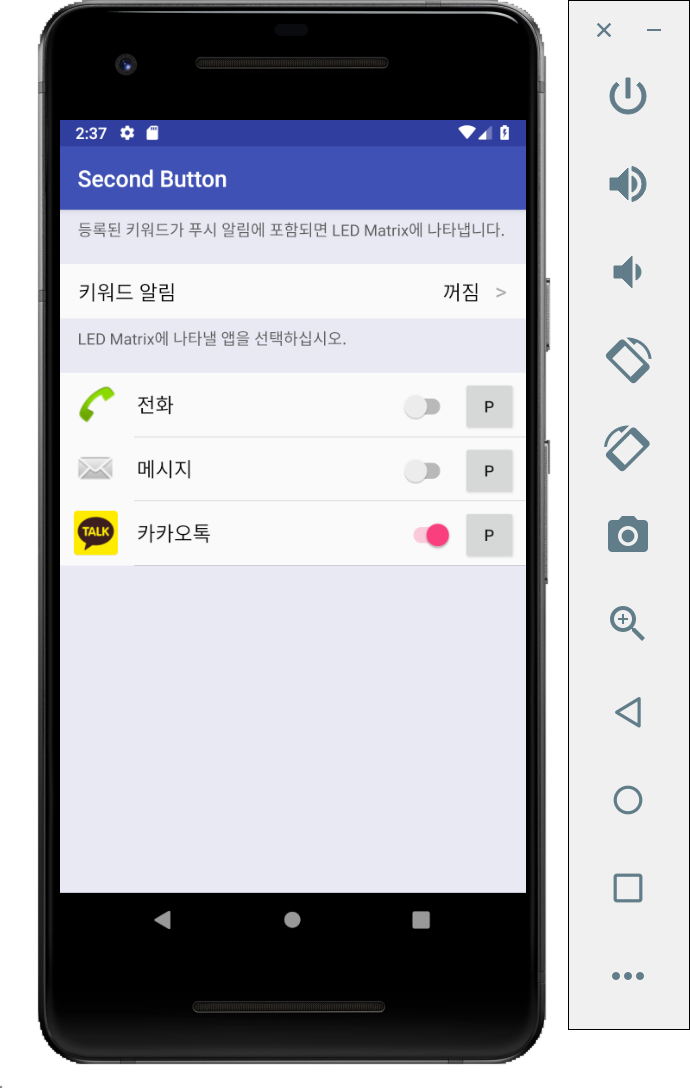 2:37
Second Button
등록된 키워드가 푸시 알림에 포함되면 LED Matrix에 나타냅니다.
키워드 알림 꺼짐 >
LED Matrix에 나타낼 앱을 선택하십시오.
전화 P
메시지 P
TALK 카카오톡 P